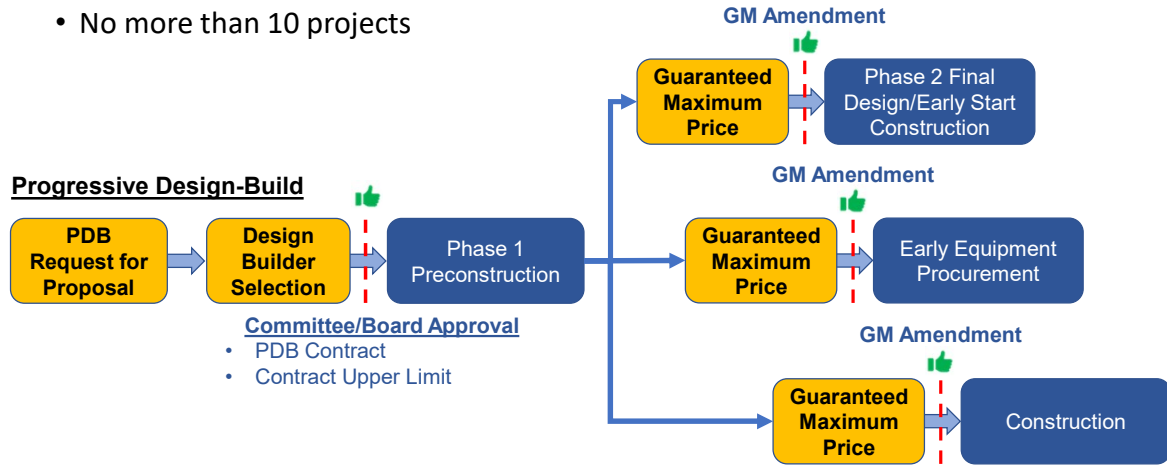 • No more than 10 projects
GM Amendment
Guaranteed
Maximum
Price
Phase 2 Final
Design/Early Start
Construction
Progressive Design-Build
PDB
Request for
Proposal
Design
Builder
Selection
Phase 1
Preconstruction
Committee/Board Approval
• PDB Contract
• Contract Upper Limit
GM Amendment
Guaranteed
Maximum
Price
Early Equipment
Procurement
GM Amendment
Guaranteed
Maximum
Price
Construction